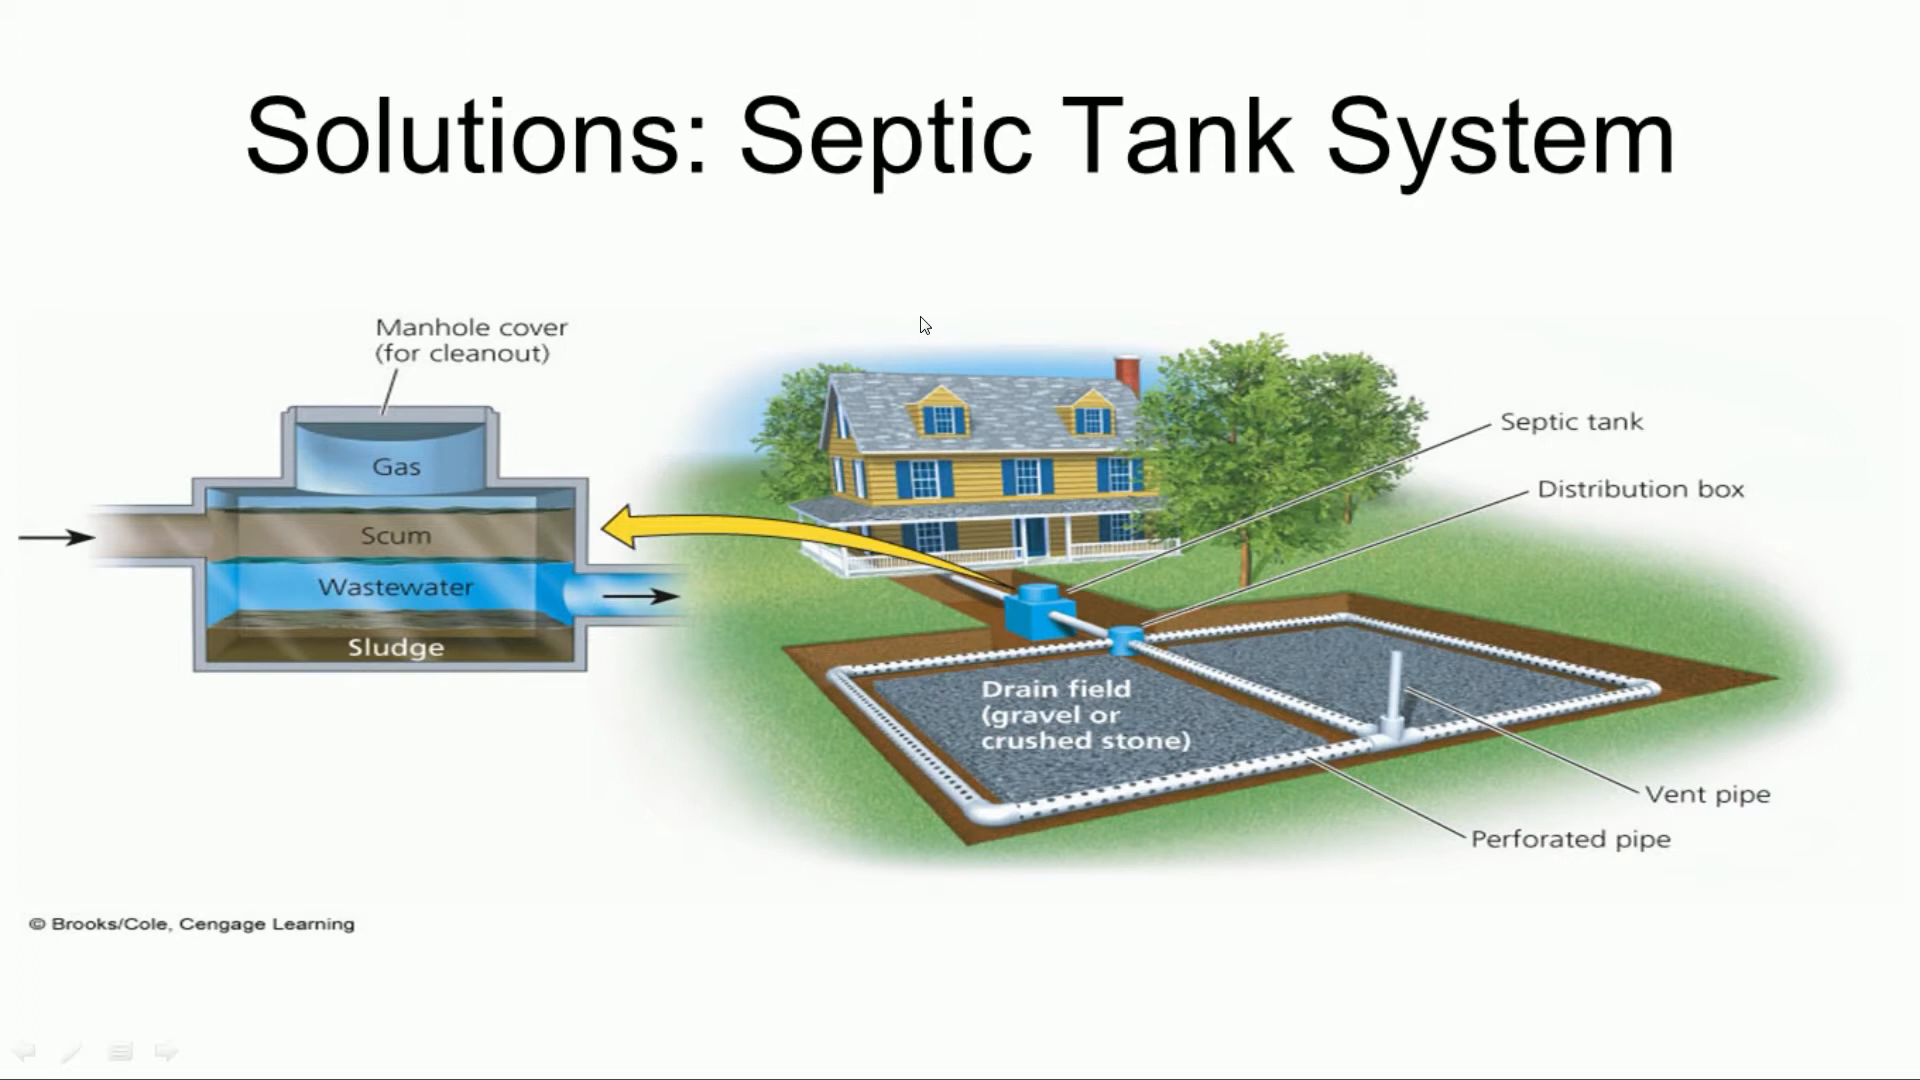 Solutions: Septic Tank System
Manhole cover
(for cleanout)
Gas
Scum
Wastewater
Sludge
Septic tank
Distribution box
Drain field
(gravel or
crushed stone)
Vent pipe
Perforated pipe
© Brooks/Cole, Cengage Learning